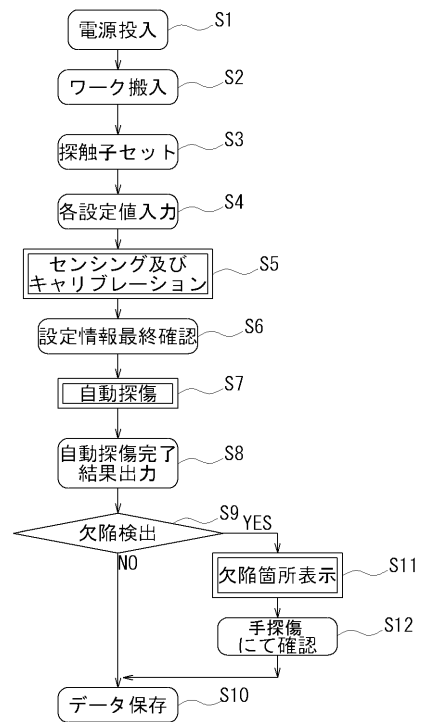 電源投入
S1
ワーク搬入
S2
探触子セット
S3
各設定値入力
S4
センシング及び
キャリブレーション
S5
設定情報最終確認
S6
自動探傷
S7
自動探傷完了
結果出力
S8
欠陥検出
S9
YES
NO
欠陥箇所表示
S11
手探傷
にて確認
S12
データ保存
S10